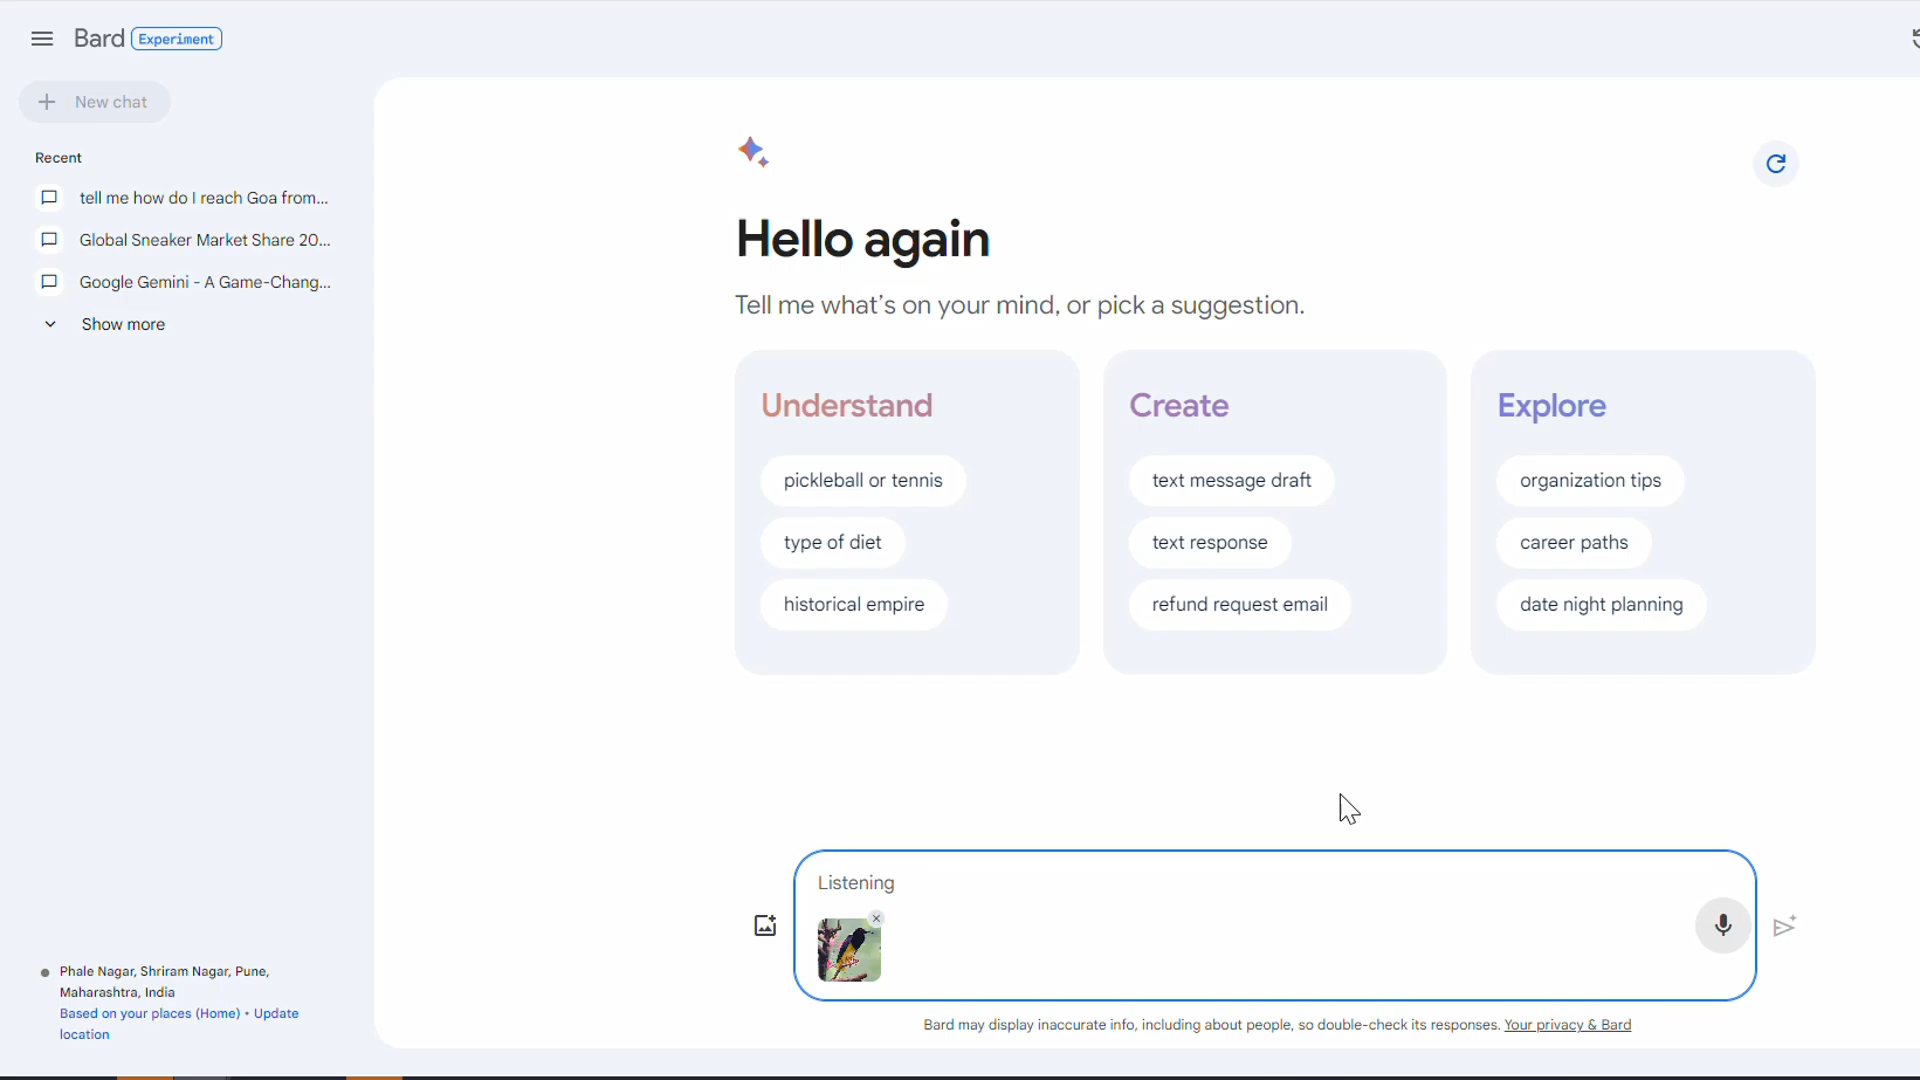 Bard Experiment
New chat
Recent
tell me how do I reach Goa from...
Global Sneaker Market Share 20...
Google Gemini - A Game-Chang...
Show more
Hello again
Tell me what’s on your mind, or pick a suggestion.
Understand
pickleball or tennis
type of diet
historical empire
Create
text message draft
text response
refund request email
Explore
organization tips
career paths
date night planning
Listening
Phale Nagar, Shriram Nagar, Pune,
Maharashtra, India
Based on your places (Home) • Update
location
Bard may display inaccurate info, including about people, so double-check its responses. Your privacy & Bard